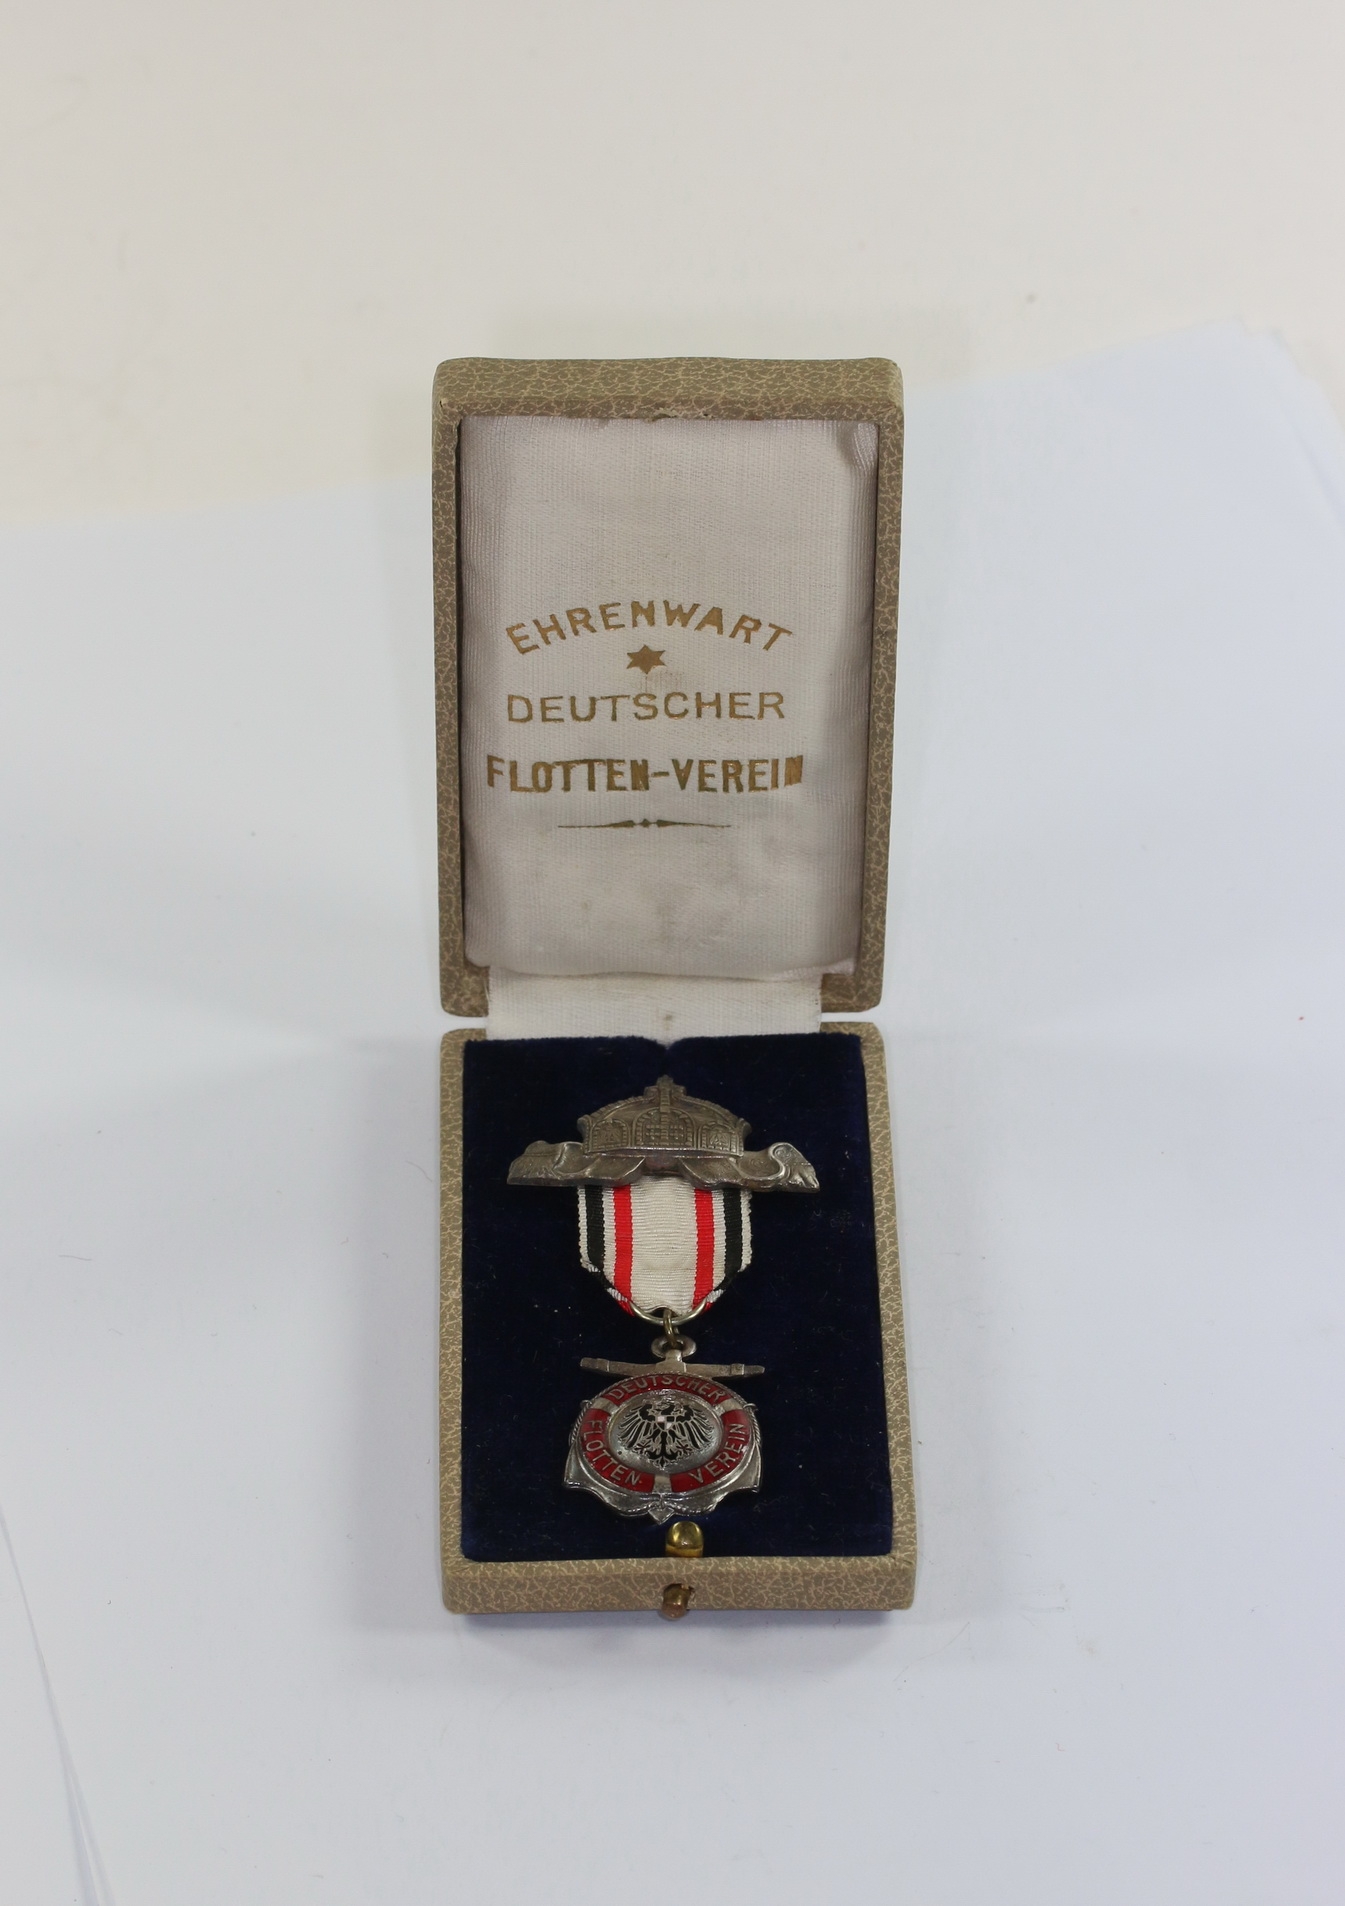 EHRENWART
DEUTSCHER
FLOTTEN-VEREIN
DEUTSCHER
FLOTTEN-
VEREIN